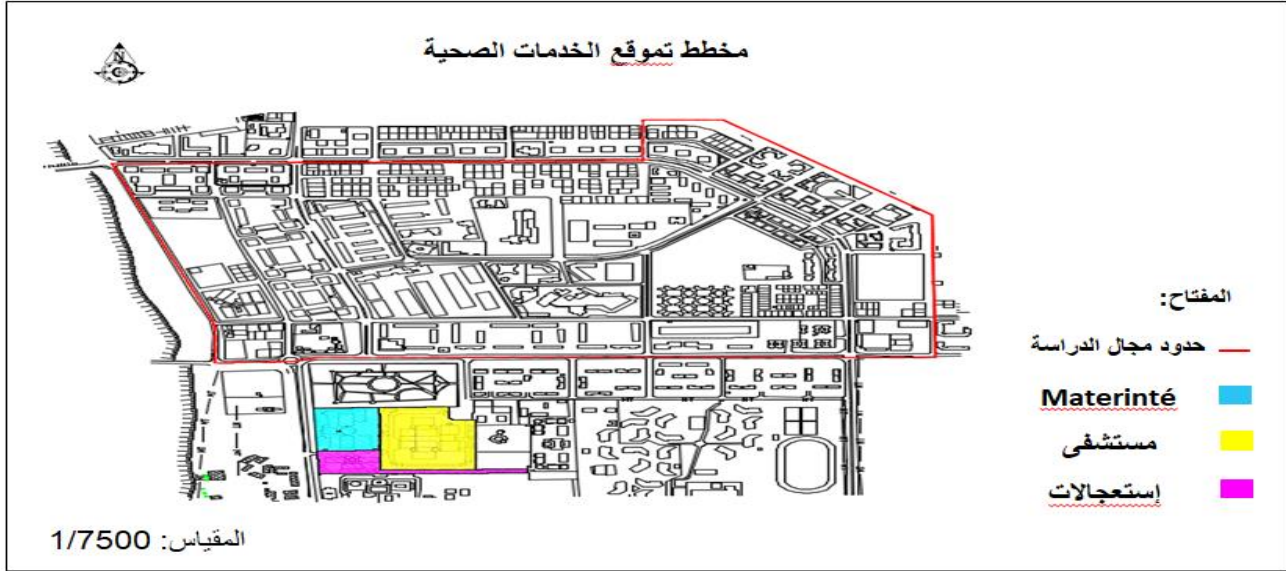 مخطط تموقع الخدمات الصحية
N
المفتاح:
حدود مجال الدراسة
Materinté
مستشفى
إستعجالات
المقياس: 1/7500